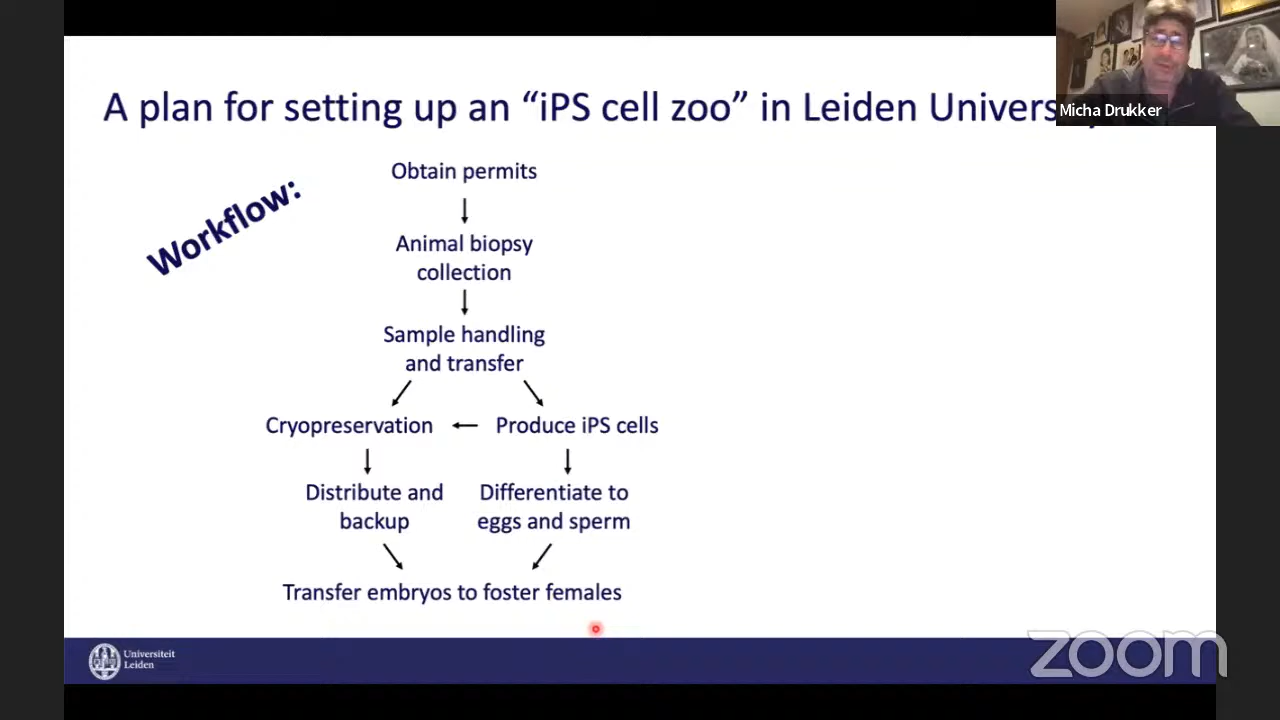 A plan for setting up an “iPS cell zoo” in Leiden
Micha Drukker
Workflow:
Obtain permits
Animal biopsy
collection
Sample handling
and transfer
Cryopreservation
Produce iPS cells
Distribute and
backup
Differentiate to
eggs and sperm
Transfer embryos to foster females
Universiteit
Leiden
zoom